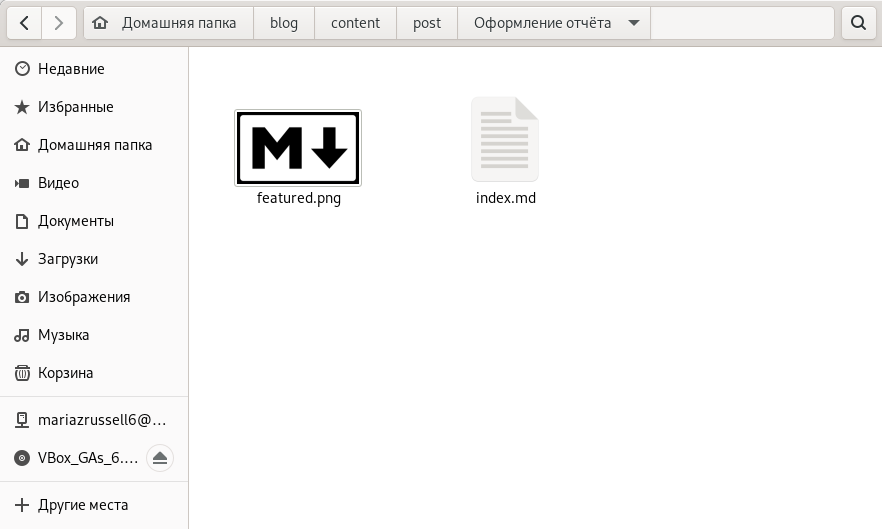 Домашняя папка blog content post Оформление отчёта
Недавние
Избранные
Домашняя папка
Видео
Документы
Загрузки
Изображения
Музыка
Корзина
mariazrussell6@...
VBox_GAs_6....
Другие места
M
featured.png
index.md